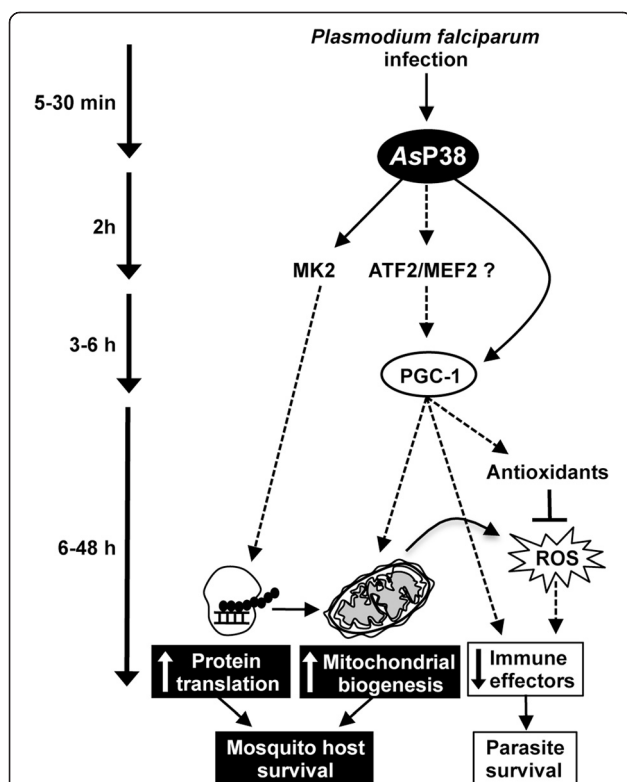 Plasmodium falciparum
infection
5-30 min
AsP38
2h
MK2
ATF2/MEF2 ?
3-6 h
PGC-1
Antioxidants
6-48 h
ROS
Protein
translation
Mitochondrial
biogenesis
Immune
effectors
Mosquito host
survival
Parasite
survival